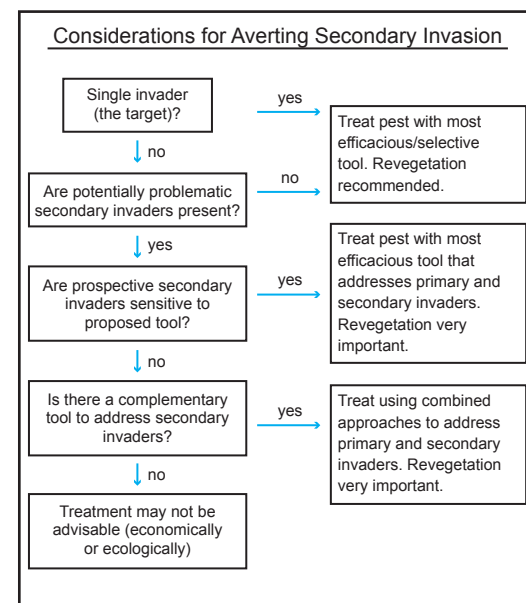 Considerations for Averting Secondary Invasion
Single invader
(the target)?
yes
Treat pest with most
efficacious/selective
tool. Revegetation
recommended.
no
Are potentially problematic
secondary invaders present?
no
yes
Are prospective secondary
invaders sensitive to
proposed tool?
yes
Treat pest with most
efficacious tool that
addresses primary and
secondary invaders.
Revegetation very
important.
no
Is there a complementary
tool to address secondary
invaders?
yes
Treat using combined
approaches to address
primary and secondary
invaders. Revegetation
very important.
no
Treatment may not be
advisable (economically
or ecologically)